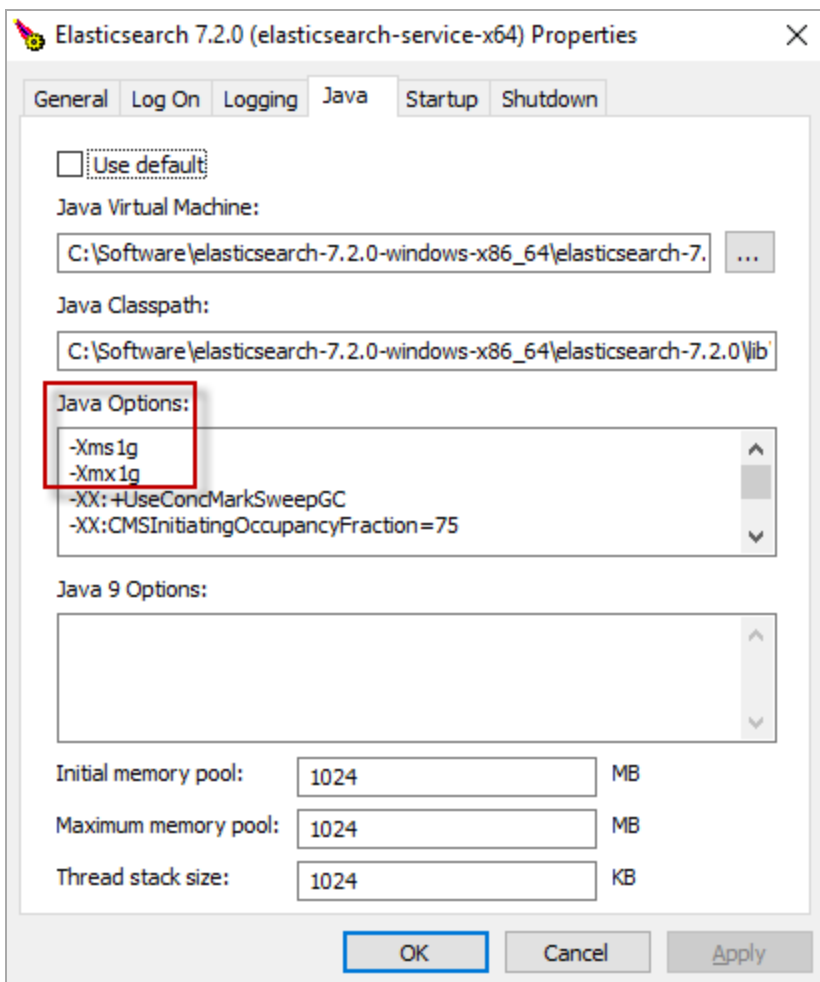 Elasticsearch 7.2.0 (elasticsearch-service-x64) Properties
General Log On Logging Java Startup Shutdown
Use default
Java Virtual Machine:
C:\Software\elasticsearch-7.2.0-windows-x86_64\elasticsearch-7. ...
Java Classpath:
C:\Software\elasticsearch-7.2.0-windows-x86_64\elasticsearch-7.2.0\lib
Java Options:
-Xms1g
-Xmx1g
-XX:+UseConcMarkSweepGC
-XX:CMSInitiatingOccupancyFraction=75
Java 9 Options:
Initial memory pool: 1024 MB
Maximum memory pool: 1024 MB
Thread stack size: 1024 KB
OK Cancel Apply